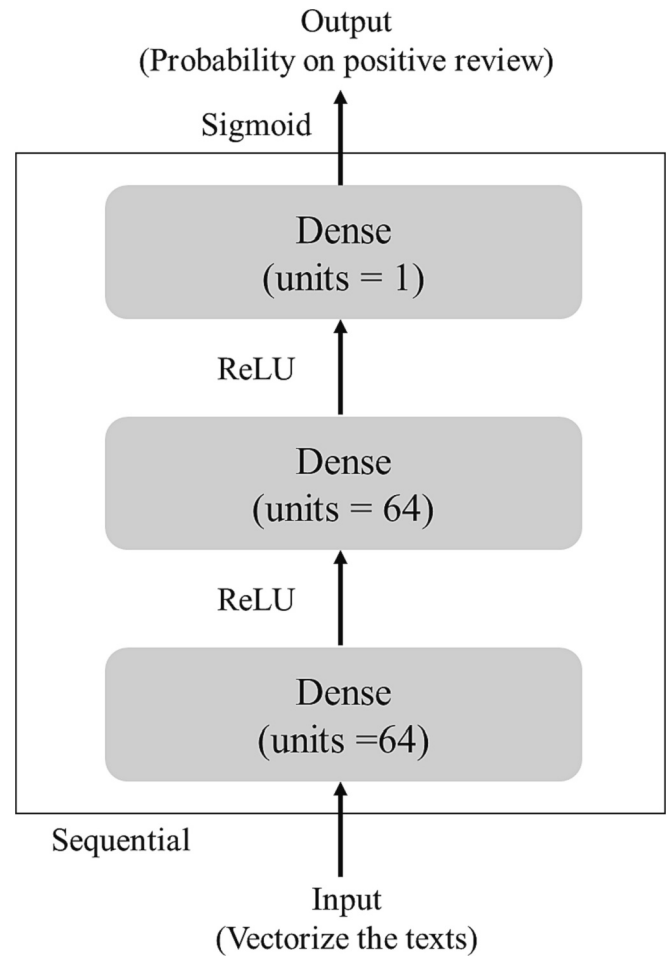 Output
(Probability on positive review)
Sigmoid
Dense
(units = 1)
ReLU
Dense
(units = 64)
ReLU
Dense
(units =64)
Sequential
Input
(Vectorize the texts)